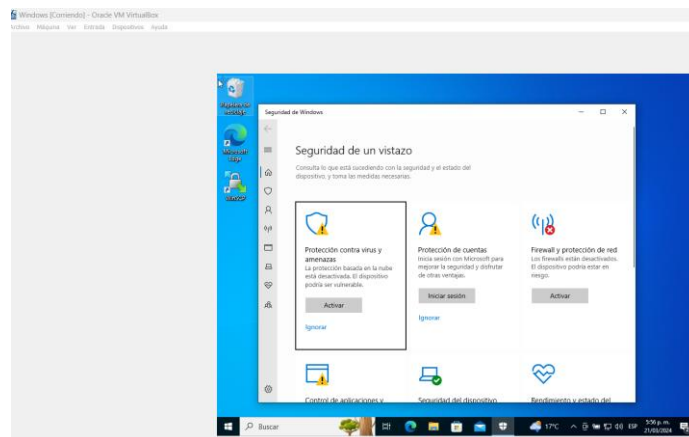 Windows [Corriendo] - Oracle VM VirtualBox
Archivo Máquina Ver Entrada Dispositivos Ayuda
Papelera de
reciclaje
Microsoft
Edge
Seguridad de Windows
Seguridad de un vistazo
Consulta lo que está sucediendo con la seguridad y el estado del
dispositivo, y toma las medidas necesarias.
Protección contra virus y
amenazas
La protección basada en la nube
está desactivada. El dispositivo
podría ser vulnerable.
Activar
Ignorar
Protección de cuentas
Inicia sesión con Microsoft para
mejorar la seguridad y disfrutar
de otras ventajas.
Iniciar sesión
Ignorar
Firewall y protección de red
Los firewalls están desactivados.
El dispositivo podría estar en
riesgo.
Activar
Control de aplicaciones y
Seguridad del dispositivo
Rendimiento y estado del
Buscar
17°C
ESP
3:56 p. m.
21/03/2024